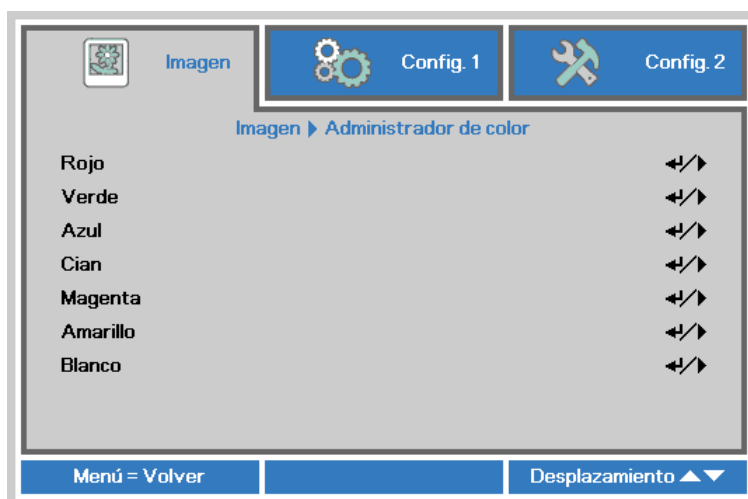 Imagen Config. 1 Config. 2
Imagen Administrador de color
Rojo
Verde
Azul
Cian
Magenta
Amarillo
Blanco
Menú = Volver Desplazamiento